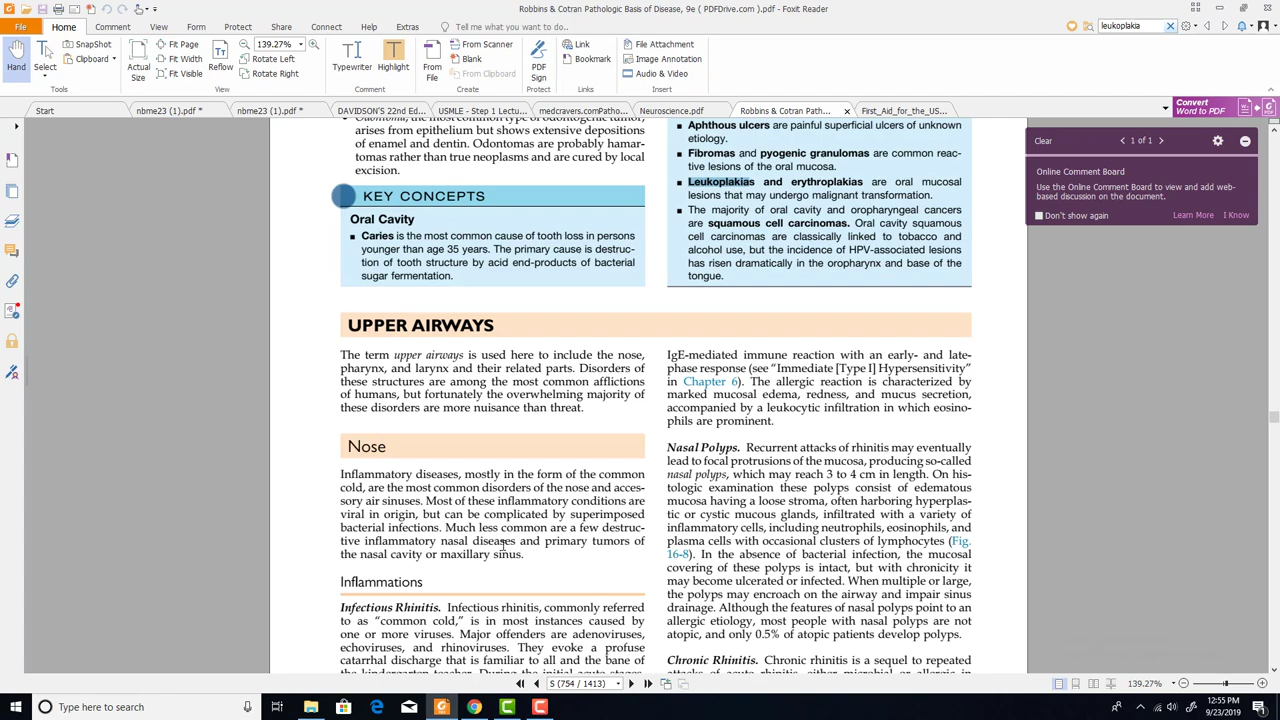 Robbins & Cotran Pathologic Basis of Disease, 9e ( PDFDrive.com ).pdf - Foxit Reader
File Home Comment View Form Protect Share Connect Help Extras Tell me what you want to do... leukoplakia
Hand
Select
SnapShot
Clipboard
Tools
Actual Size
Fit Page
Fit Width
Fit Visible
Reflow
139.27%
Rotate Left
Rotate Right
View
Typewriter
Highlight
Comment
From File
From Scanner
Blank
From Clipboard
Create
PDF Sign
Protect
Link
Bookmark
Links
File Attachment
Image Annotation
Audio & Video
Insert
Start nbme23 (1).pdf * nbme23 (1).pdf * DAVIDSON'S 22nd Ed... USMLE - Step 1 Lectu... medcravers.comPatho... Neuroscience.pdf Robbins & Cotran Path... First_Aid_for_the_US...
Convert
Word to PDF
arises from epithelium but shows extensive depositions
of enamel and dentin. Odontomas are probably hamar-
tomas rather than true neoplasms and are cured by local
excision.
KEY CONCEPTS
Oral Cavity
■ Caries is the most common cause of tooth loss in persons
younger than age 35 years. The primary cause is destruc-
tion of tooth structure by acid end-products of bacterial
sugar fermentation.
■ Aphthous ulcers are painful superficial ulcers of unknown
etiology.
■ Fibromas and pyogenic granulomas are common reac-
tive lesions of the oral mucosa.
■ Leukoplakias and erythroplakias are oral mucosal
lesions that may undergo malignant transformation.
■ The majority of oral cavity and oropharyngeal cancers
are squamous cell carcinomas. Oral cavity squamous
cell carcinomas are classically linked to tobacco and
alcohol use, but the incidence of HPV-associated lesions
has risen dramatically in the oropharynx and base of the
tongue.
UPPER AIRWAYS
The term upper airways is used here to include the nose,
pharynx, and larynx and their related parts. Disorders of
these structures are among the most common afflictions
of humans, but fortunately the overwhelming majority of
these disorders are more nuisance than threat.
Nose
Inflammatory diseases, mostly in the form of the common
cold, are the most common disorders of the nose and acces-
sory air sinuses. Most of these inflammatory conditions are
viral in origin, but can be complicated by superimposed
bacterial infections. Much less common are a few destruc-
tive inflammatory nasal diseases and primary tumors of
the nasal cavity or maxillary sinus.
Inflammations
Infectious Rhinitis. Infectious rhinitis, commonly referred
to as “common cold,” is in most instances caused by
one or more viruses. Major offenders are adenoviruses,
echoviruses, and rhinoviruses. They evoke a profuse
catarrhal discharge that is familiar to all and the bane of
IgE-mediated immune reaction with an early- and late-
phase response (see “Immediate [Type I] Hypersensitivity”
in Chapter 6). The allergic reaction is characterized by
marked mucosal edema, redness, and mucus secretion,
accompanied by a leukocytic infiltration in which eosino-
phils are prominent.
Nasal Polyps. Recurrent attacks of rhinitis may eventually
lead to focal protrusions of the mucosa, producing so-called
nasal polyps, which may reach 3 to 4 cm in length. On his-
tologic examination these polyps consist of edematous
mucosa having a loose stroma, often harboring hyperplas-
tic or cystic mucous glands, infiltrated with a variety of
inflammatory cells, including neutrophils, eosinophils, and
plasma cells with occasional clusters of lymphocytes (Fig.
16-8). In the absence of bacterial infection, the mucosal
covering of these polyps is intact, but with chronicity it
may become ulcerated or infected. When multiple or large,
the polyps may encroach on the airway and impair sinus
drainage. Although the features of nasal polyps point to an
allergic etiology, most people with nasal polyps are not
atopic, and only 0.5% of atopic patients develop polyps.
Chronic Rhinitis. Chronic rhinitis is a sequel to repeated
Clear 1 of 1
Online Comment Board
Use the Online Comment Board to view and add web-
based discussion on the document.
Don't show again Learn More I Know
5 (754 / 1413) 139.27%
Type here to search
12:55 PM
9/23/2019